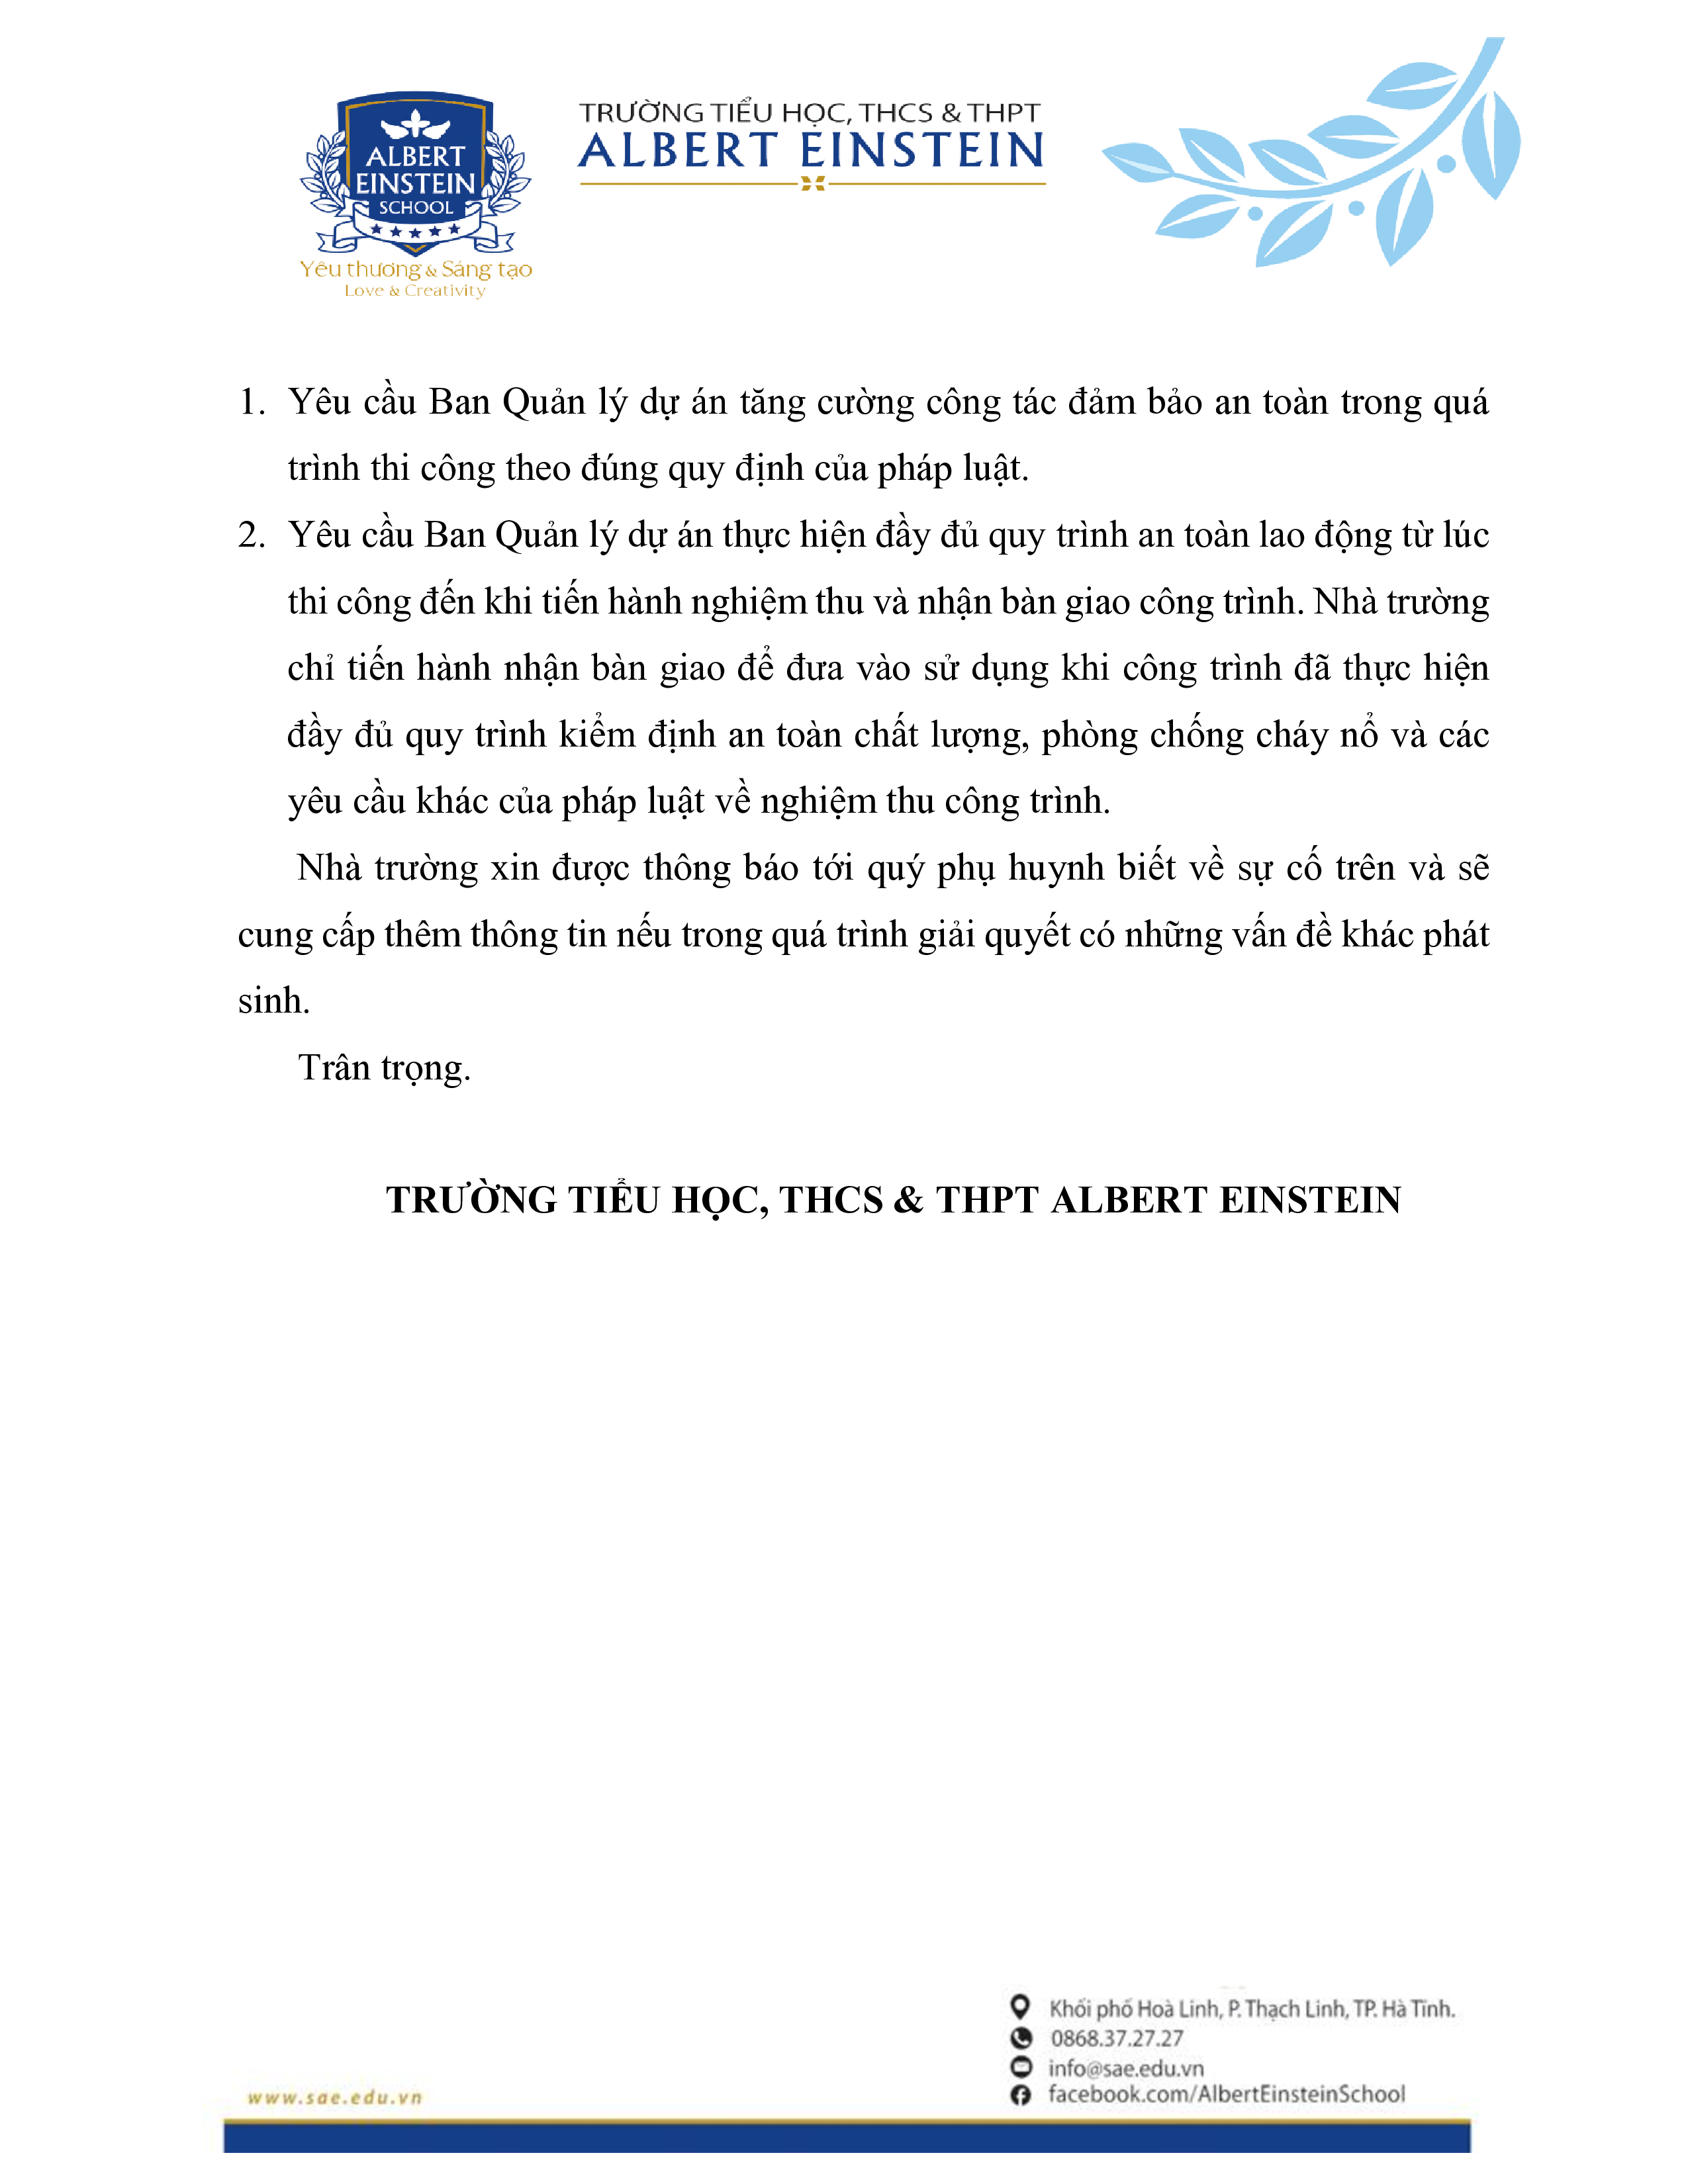 ALBERT
EINSTEIN
SCHOOL
Yêu thương & Sáng tạo
Love & Creativity
TRƯỜNG TIỂU HỌC, THCS & THPT
ALBERT EINSTEIN
1. Yêu cầu Ban Quản lý dự án tăng cường công tác đảm bảo an toàn trong quá
trình thi công theo đúng quy định của pháp luật.
2. Yêu cầu Ban Quản lý dự án thực hiện đầy đủ quy trình an toàn lao động từ lúc
thi công đến khi tiến hành nghiệm thu và nhận bàn giao công trình. Nhà trường
chỉ tiến hành nhận bàn giao để đưa vào sử dụng khi công trình đã thực hiện
đầy đủ quy trình kiểm định an toàn chất lượng, phòng chống cháy nổ và các
yêu cầu khác của pháp luật về nghiệm thu công trình.
Nhà trường xin được thông báo tới quý phụ huynh biết về sự cố trên và sẽ
cung cấp thêm thông tin nếu trong quá trình giải quyết có những vấn đề khác phát
sinh.
Trân trọng.
TRƯỜNG TIỂU HỌC, THCS & THPT ALBERT EINSTEIN
Khối phố Hoà Linh, P. Thạch Linh, TP. Hà Tĩnh.
0868.37.27.27
info@sae.edu.vn
facebook.com/AlbertEinsteinSchool
www.sae.edu.vn